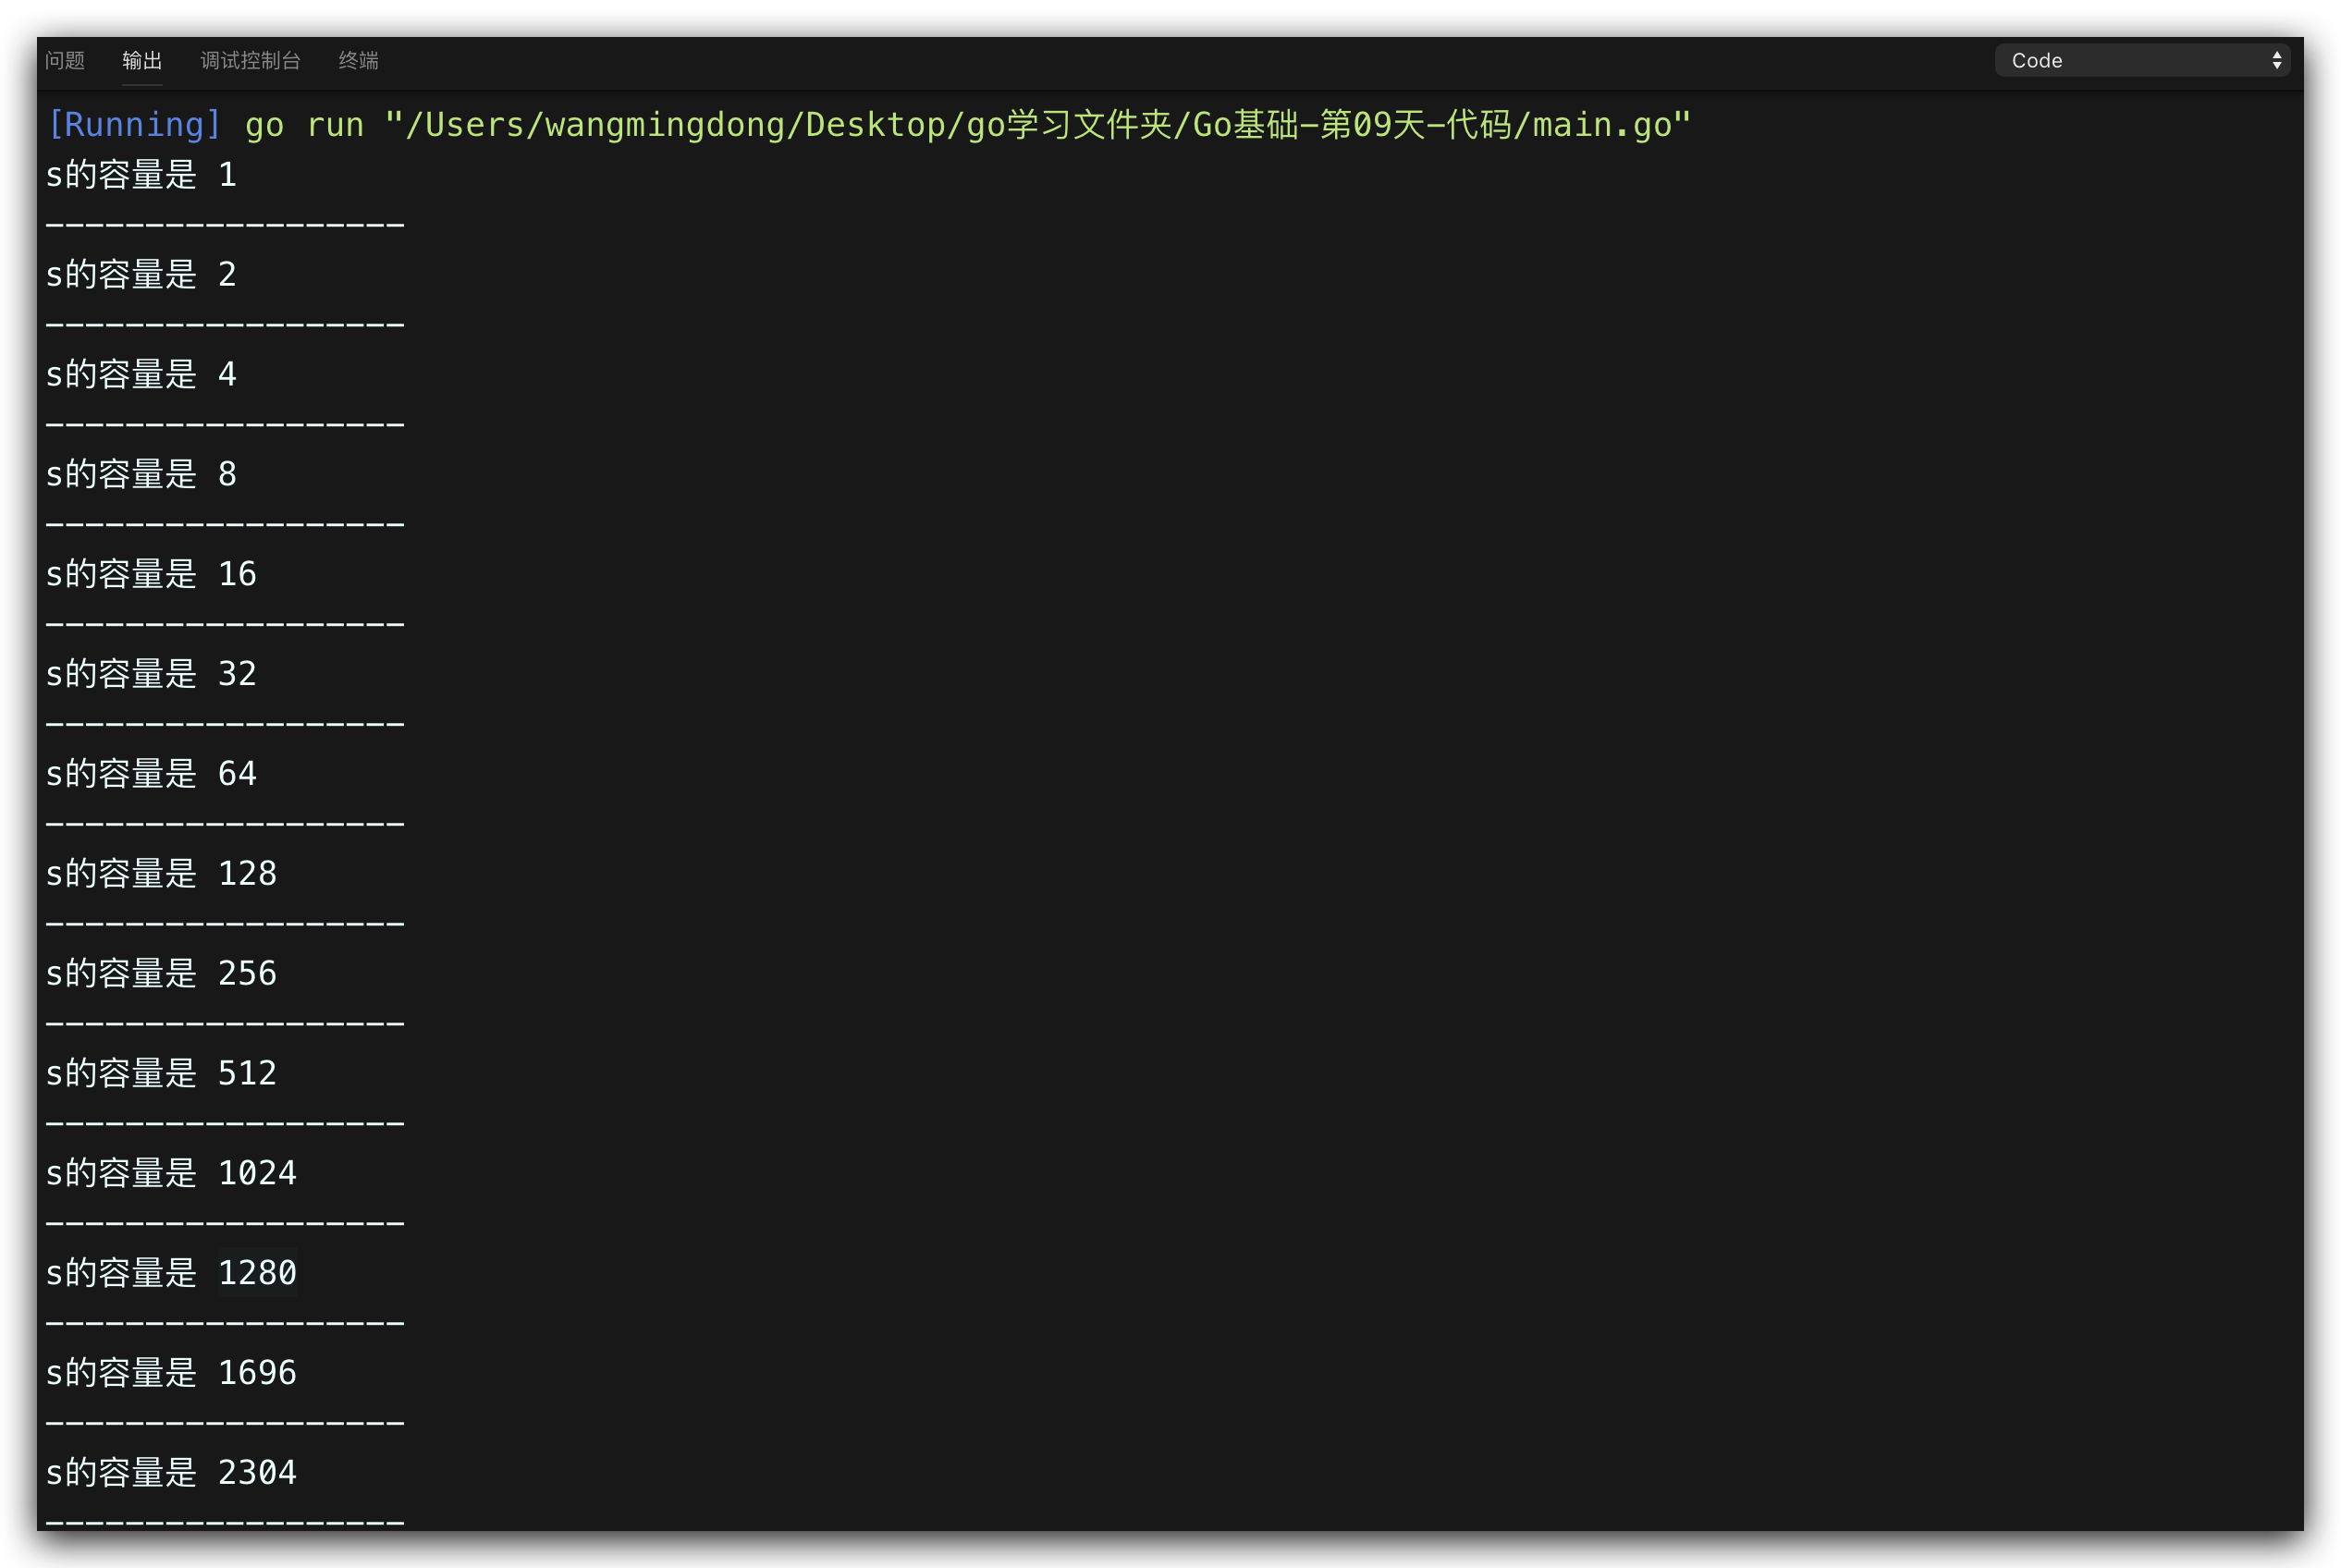 问题 输出 调试控制台 终端 Code
[Running] go run "/Users/wangmingdong/Desktop/go学习文件夹/Go基础-第09天-代码/main.go"
s的容量是 1
------------------
s的容量是 2
------------------
s的容量是 4
------------------
s的容量是 8
------------------
s的容量是 16
------------------
s的容量是 32
------------------
s的容量是 64
------------------
s的容量是 128
------------------
s的容量是 256
------------------
s的容量是 512
------------------
s的容量是 1024
------------------
s的容量是 1280
------------------
s的容量是 1696
------------------
s的容量是 2304
------------------